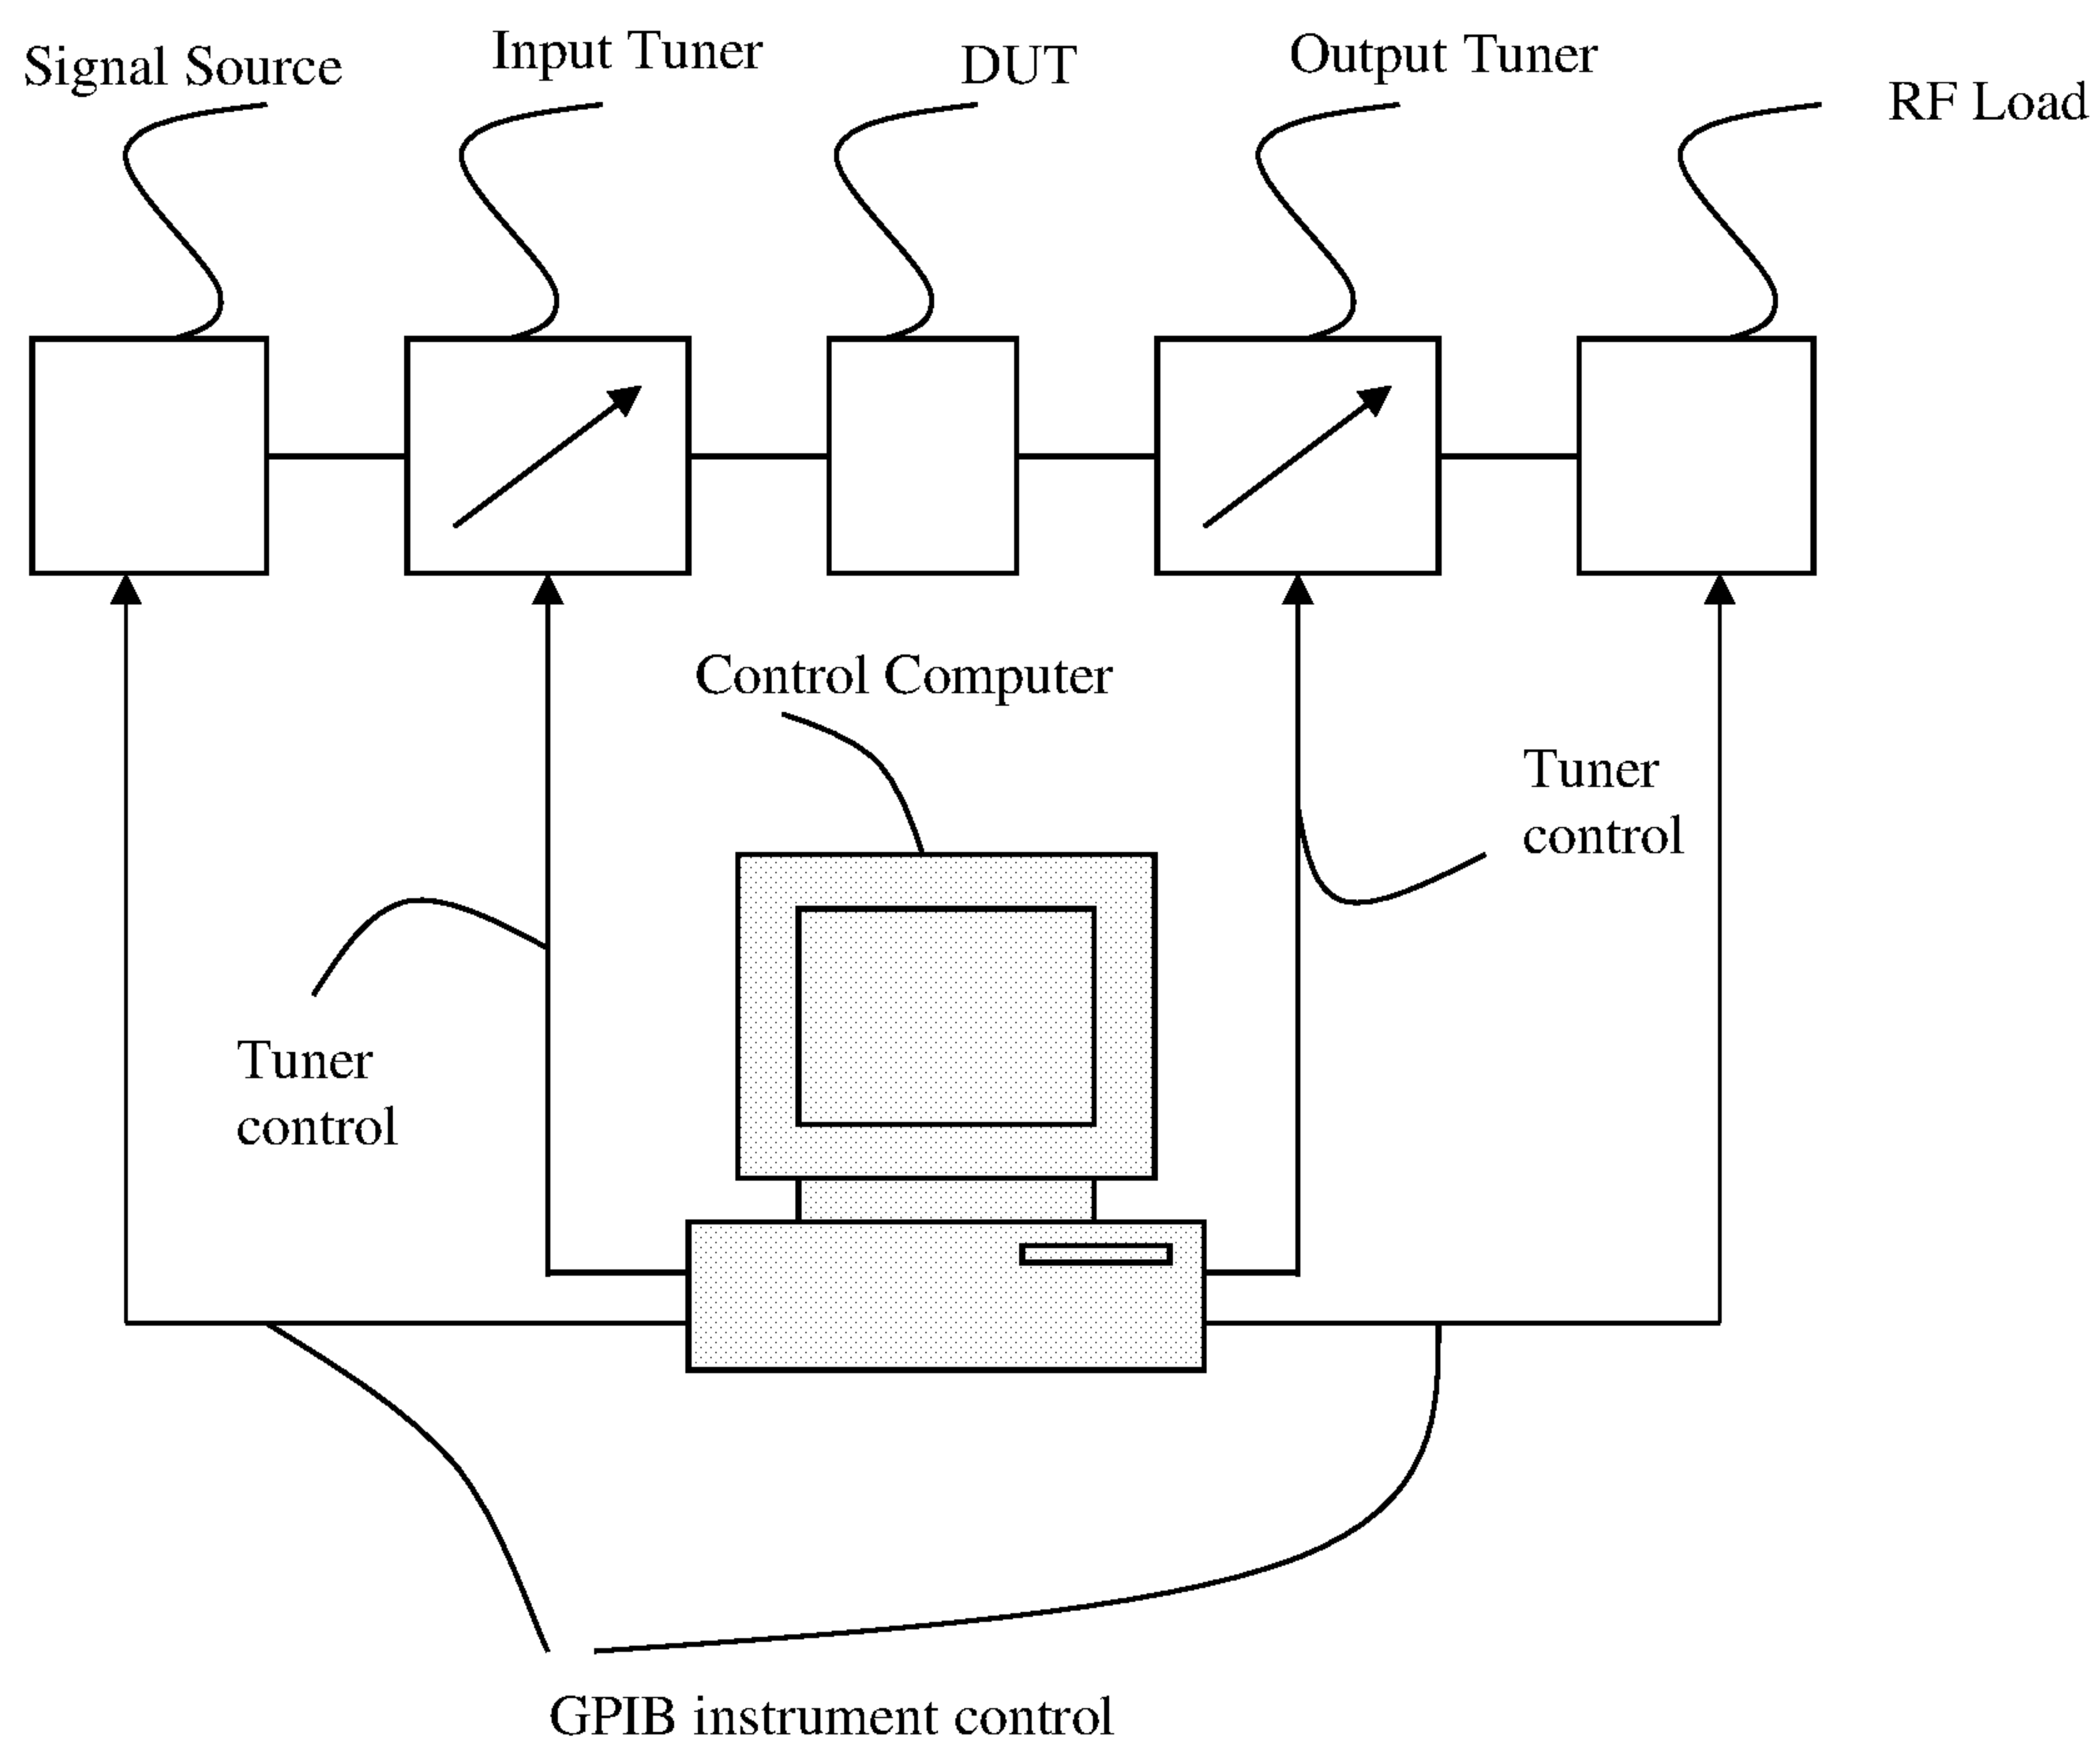 Signal Source
Input Tuner
DUT
Output Tuner
RF Load
Control Computer
Tuner
control
Tuner
control
GPIB instrument control